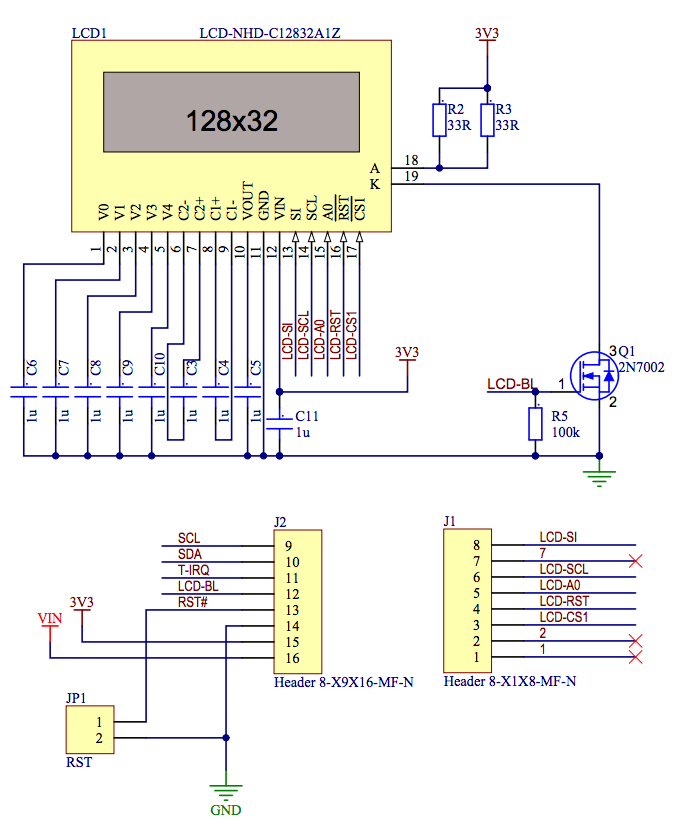 LCD1 LCD-NHD-C12832A1Z
3V3
128x32
R2 R3
33R 33R
A 18
K 19
V0 V1 V2 V3 V4 C2- C2+ C1+ C1- VOUT GND VIN SI SCL A0 RST CS1
1 2 3 4 5 6 7 8 9 10 11 12 13 14 15 16 17
LCD-SI LCD-SCL LCD-A0 LCD-RST LCD-CS1
3V3
3 Q1
2N7002
C6 C7 C8 C9 C10 C3 C4 C5
1u 1u 1u 1u 1u 1u 1u 1u
LCD-BL 1
2
C11
1u
R5
100k
J2
SCL 9
SDA 10
T-IRQ 11
LCD-BL 12
RST# 13
14
15
16
3V3
VIN
Header 8-X9X16-MF-N
J1
8 LCD-SI
7 7
6 LCD-SCL
5 LCD-A0
4 LCD-RST
3 LCD-CS1
2 2
1 1
Header 8-X1X8-MF-N
JP1
1
2
RST
GND